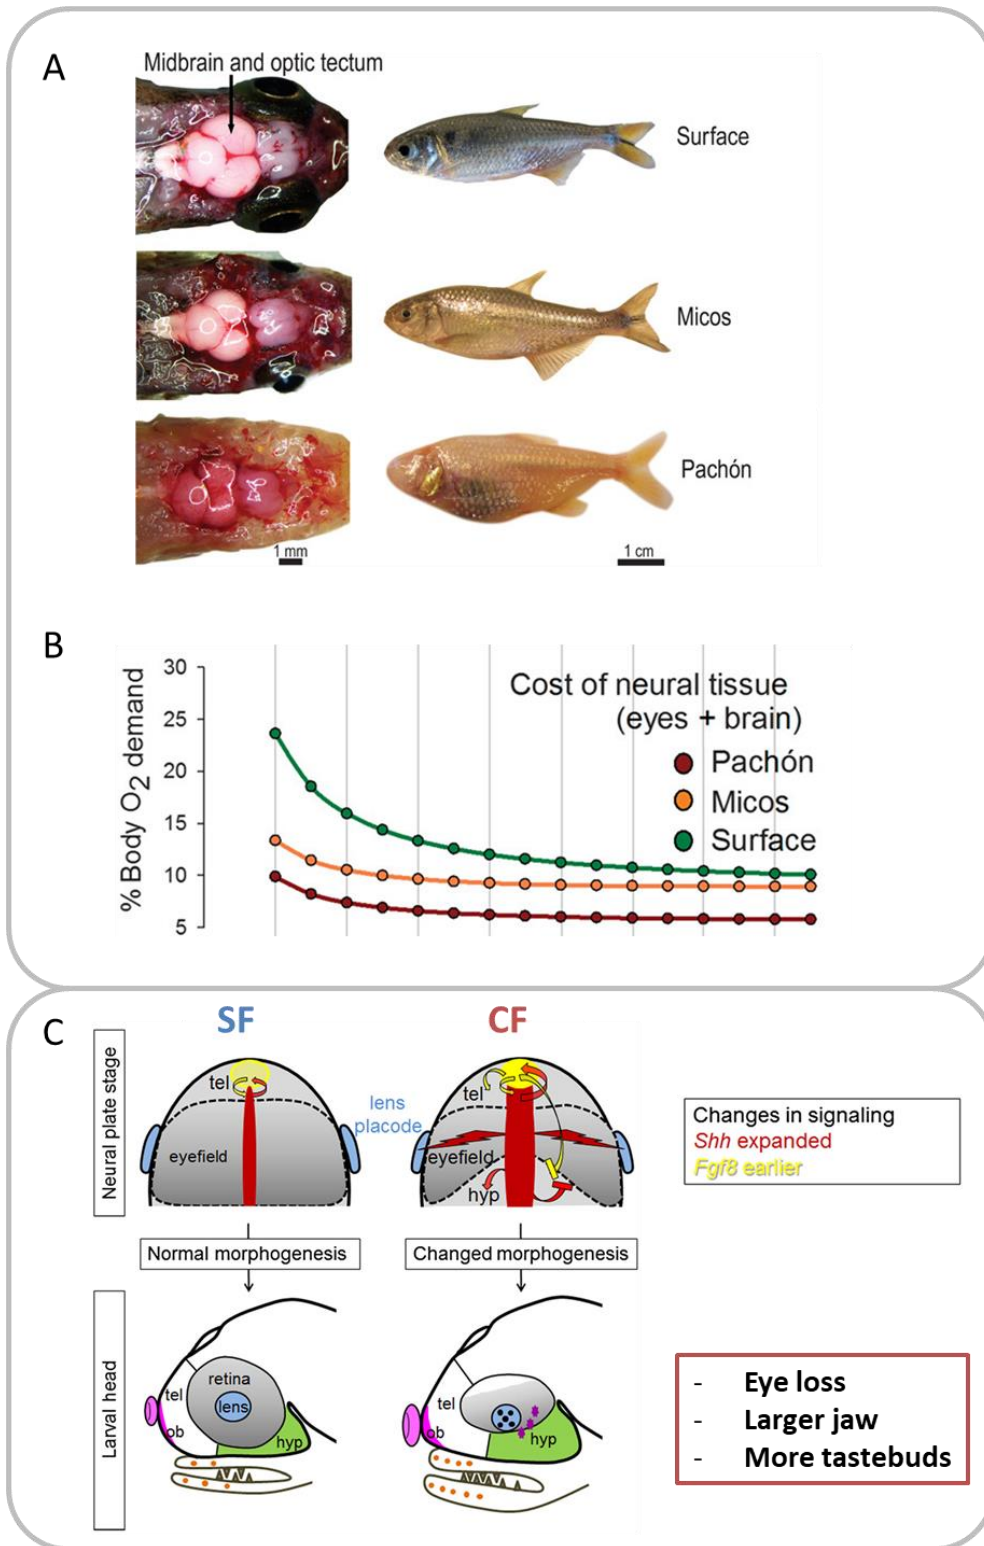 A
Midbrain and optic tectum
Surface
Micos
Pachón
1 mm
1 cm
B
% Body O2 demand
30
25
20
15
10
5
Cost of neural tissue
(eyes + brain)
Pachón
Micos
Surface
C
SF
CF
Neural plate stage
tel
eyefield
lens
placode
tel
eyefield
hyp
Changes in signaling
Shh expanded
Fgf8 earlier
Normal morphogenesis
Changed morphogenesis
Larval head
retina
tel
lens
ob
hyp
tel
ob
hyp
- Eye loss
- Larger jaw
- More tastebuds